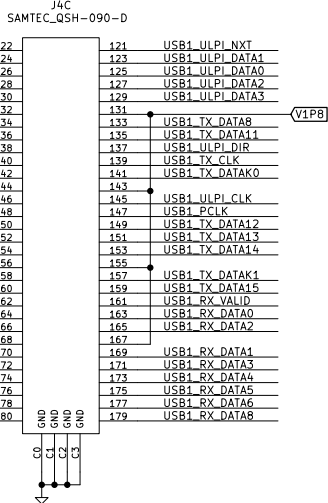 J4C
SAMTEC_QSH-090-D
22 121 USB1_ULPI_NXT
24 123 USB1_ULPI_DATA1
26 125 USB1_ULPI_DATA0
28 127 USB1_ULPI_DATA2
30 129 USB1_ULPI_DATA3
32 131 V1P8
34 133 USB1_TX_DATA8
36 135 USB1_TX_DATA11
38 137 USB1_ULPI_DIR
40 139 USB1_TX_CLK
42 141 USB1_TX_DATAK0
44 143
46 145 USB1_ULPI_CLK
48 147 USB1_PCLK
50 149 USB1_TX_DATA12
52 151 USB1_TX_DATA13
54 153 USB1_TX_DATA14
56 155
58 157 USB1_TX_DATAK1
60 159 USB1_TX_DATA15
62 161 USB1_RX_VALID
64 163 USB1_RX_DATA0
66 165 USB1_RX_DATA2
68 167
70 169 USB1_RX_DATA1
72 171 USB1_RX_DATA3
74 173 USB1_RX_DATA4
76 175 USB1_RX_DATA5
78 177 USB1_RX_DATA6
80 179 USB1_RX_DATA8
GND GND GND GND
C0 C1 C2 C3